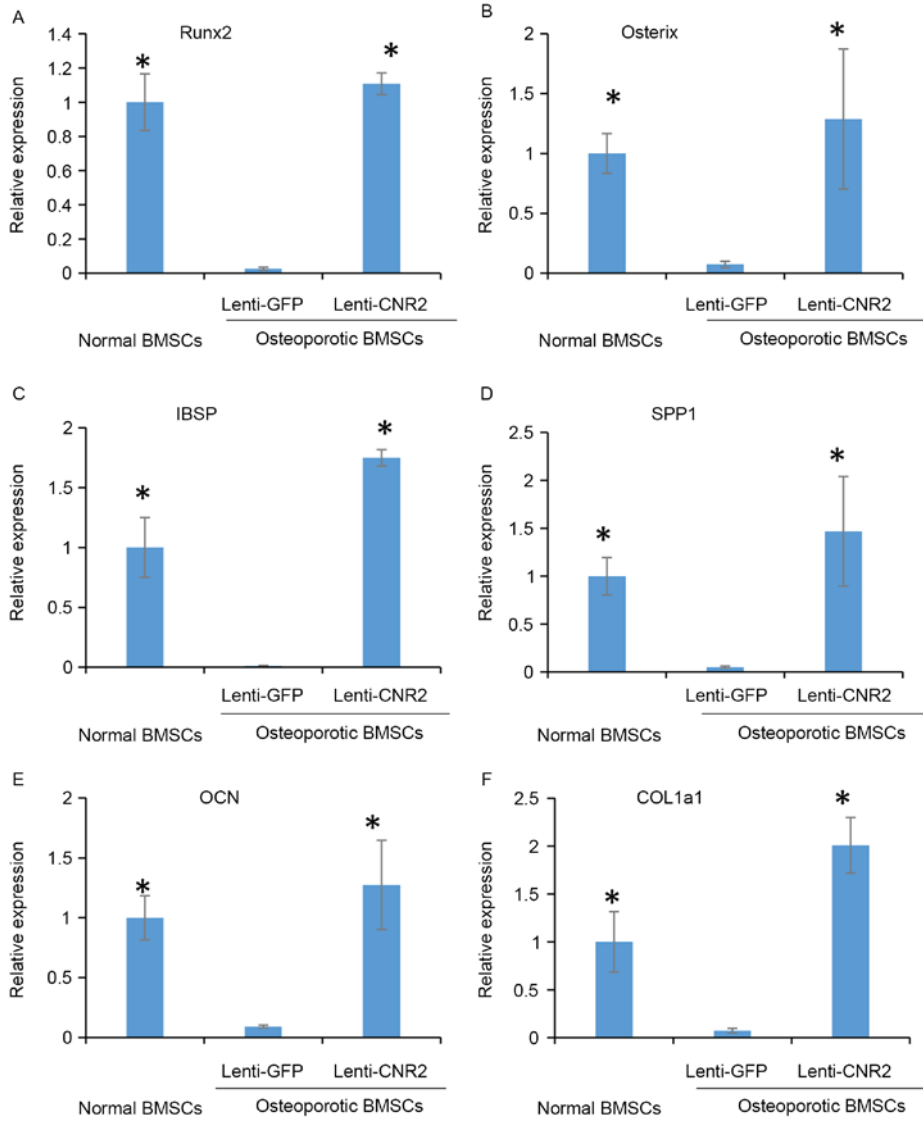 A
Runx2
Relative expression
1.4
1.2
1
0.8
0.6
0.4
0.2
0
*
*
Lenti-GFP Lenti-CNR2
Normal BMSCs Osteoporotic BMSCs
B
Osterix
Relative expression
2
1.5
1
0.5
0
*
*
Lenti-GFP Lenti-CNR2
Normal BMSCs Osteoporotic BMSCs
C
IBSP
Relative expression
2
1.5
1
0.5
0
*
*
Lenti-GFP Lenti-CNR2
Normal BMSCs Osteoporotic BMSCs
D
SPP1
Relative expression
2.5
2
1.5
1
0.5
0
*
*
Lenti-GFP Lenti-CNR2
Normal BMSCs Osteoporotic BMSCs
E
OCN
Relative expression
2
1.5
1
0.5
0
*
*
Lenti-GFP Lenti-CNR2
Normal BMSCs Osteoporotic BMSCs
F
COL1a1
Relative expression
2.5
2
1.5
1
0.5
0
*
*
Lenti-GFP Lenti-CNR2
Normal BMSCs Osteoporotic BMSCs